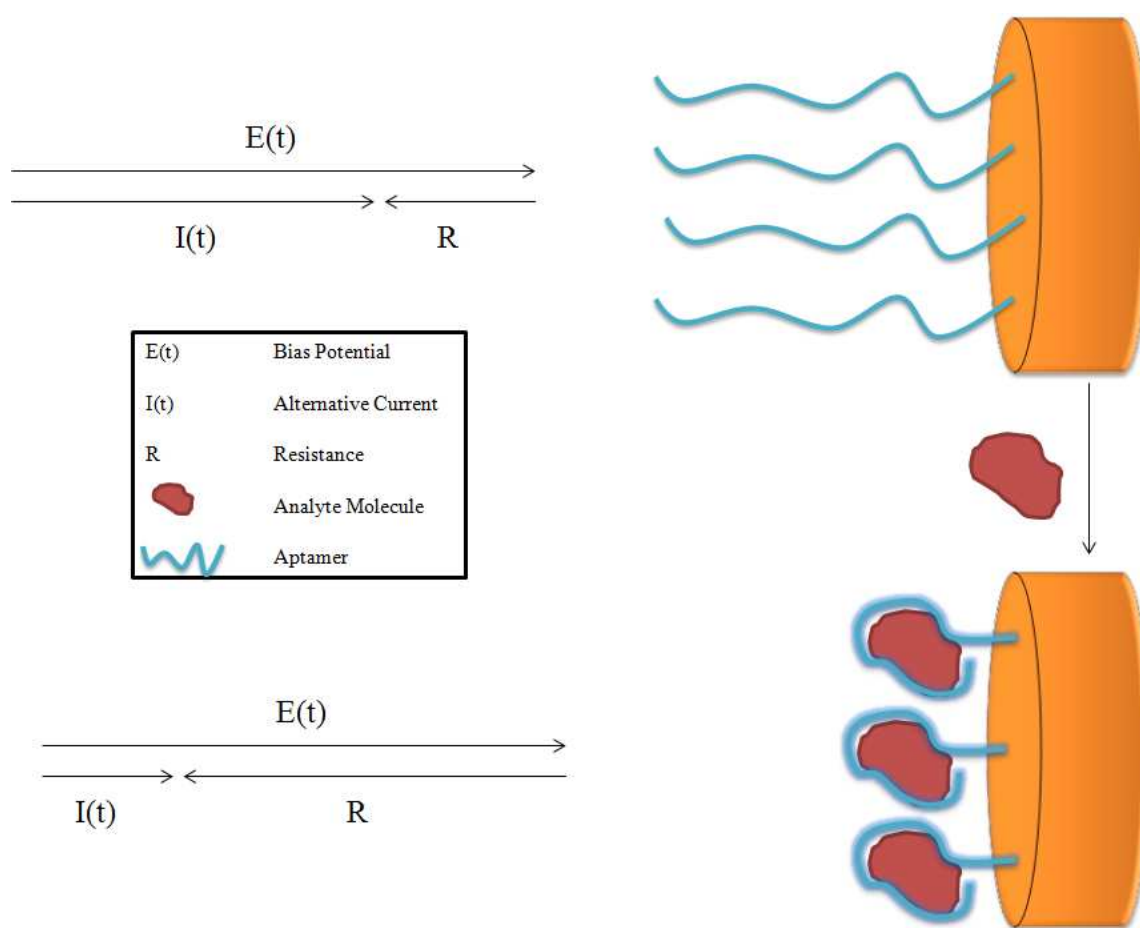 E(t)
I(t) R
E(t) Bias Potential
I(t) Alternative Current
R Resistance
Analyte Molecule
Aptamer
E(t)
I(t) R